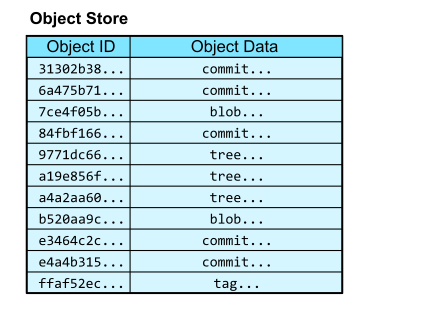 Object Store
Object ID Object Data
31302b38... commit...
6a475b71... commit...
7ce4f05b... blob...
84fbf166... commit...
9771dc66... tree...
a19e856f... tree...
a4a2aa60... tree...
b520aa9c... blob...
e3464c2c... commit...
e4a4b315... commit...
ffaf52ec... tag...